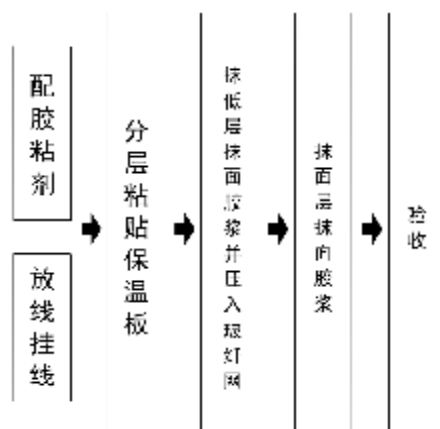 配胶粘剂
放线挂线
分层粘贴保温板
抹低层抹面胶浆并压入玻纤网
抹面层抹面胶浆
验收